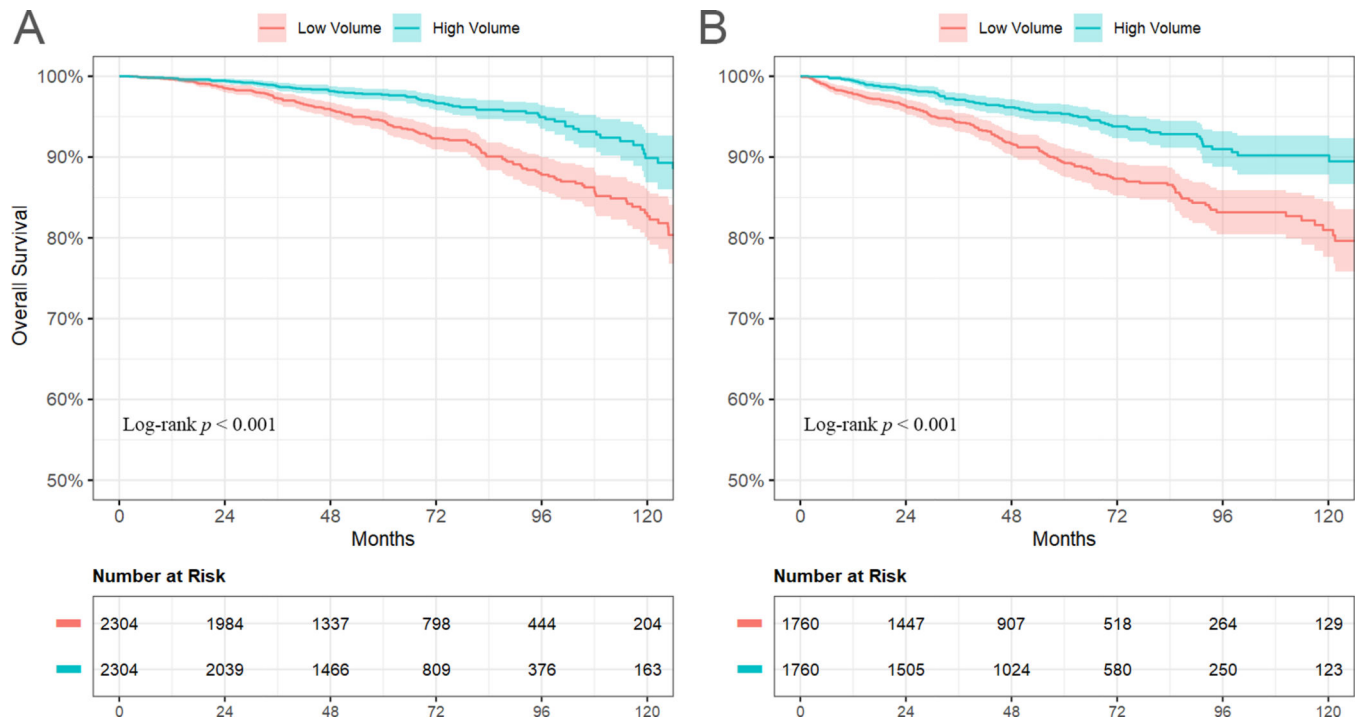 A
Low Volume High Volume
100%
90%
80%
70%
60%
50%
Overall Survival
Log-rank p < 0.001
0 24 48 72 96 120
Months
Number at Risk
2304 1984 1337 798 444 204
2304 2039 1466 809 376 163
0 24 48 72 96 120
B
Low Volume High Volume
100%
90%
80%
70%
60%
50%
Log-rank p < 0.001
0 24 48 72 96 120
Months
Number at Risk
1760 1447 907 518 264 129
1760 1505 1024 580 250 123
0 24 48 72 96 120